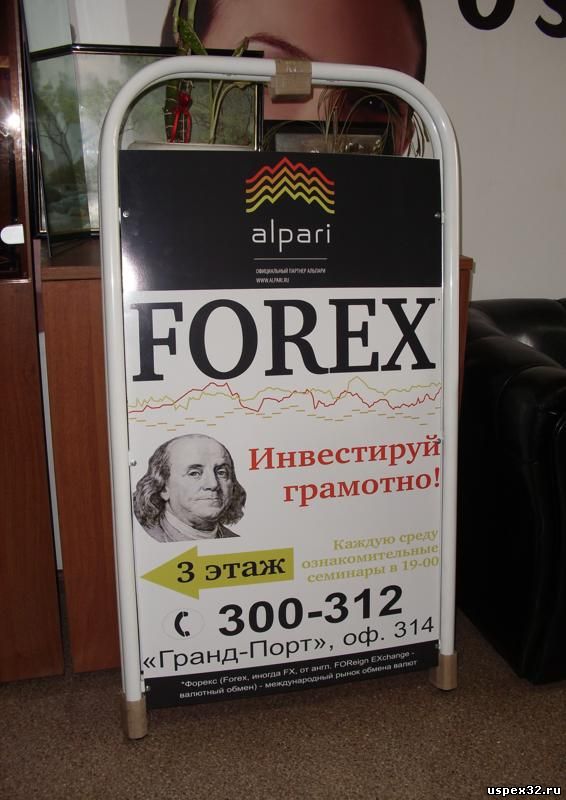 alpari
ОФИЦИАЛЬНЫЙ ПАРТНЕР АЛЬПАРИ
WWW.ALPARI.RU
FOREX*
Инвестируй
грамотно!
Каждую среду
ознакомительные
семинары в 19-00
3 этаж
300-312
«Гранд-Порт», оф. 314
*Форекс (Forex, иногда FX, от англ. FOReign EXchange -
валютный обмен) - международный рынок обмена валют
uspex32.ru